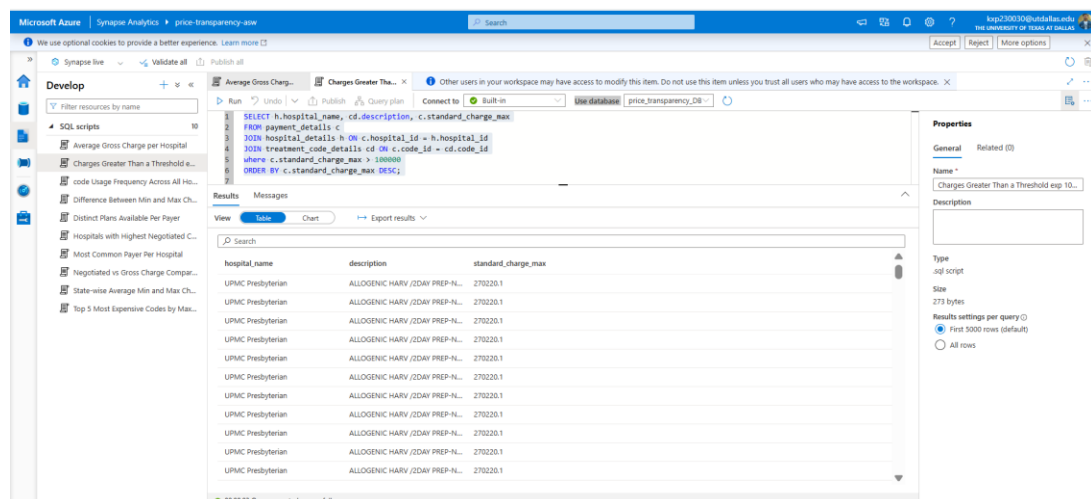 Microsoft Azure | Synapse Analytics ▸ price-transparency-asw
Search
kxp230030@utdallas.edu
THE UNIVERSITY OF TEXAS AT DALLAS
We use optional cookies to provide a better experience. Learn more
Accept Reject More options
Synapse live Validate all Publish all
Develop
Filter resources by name
SQL scripts 10
Average Gross Charge per Hospital
Charges Greater Than a Threshold e...
code Usage Frequency Across All Ho...
Difference Between Min and Max Ch...
Distinct Plans Available Per Payer
Hospitals with Highest Negotiated C...
Most Common Payer Per Hospital
Negotiated vs Gross Charge Compar...
State-wise Average Min and Max Ch...
Top 5 Most Expensive Codes by Max...
Average Gross Charg...
Charges Greater Tha...
Other users in your workspace may have access to modify this item. Do not use this item unless you trust all users who may have access to the workspace.
Run Undo Publish Query plan Connect to Built-in Use database price_transparency_DB
1 SELECT h.hospital_name, cd.description, c.standard_charge_max
2 FROM payment_details c
3 JOIN hospital_details h ON c.hospital_id = h.hospital_id
4 JOIN treatment_code_details cd ON c.code_id = cd.code_id
5 where c.standard_charge_max > 100000
6 ORDER BY c.standard_charge_max DESC;
7
Results Messages
View Table Chart Export results
Search
hospital_name description standard_charge_max
UPMC Presbyterian ALLOGENIC HARV /2DAY PREP-N... 270220.1
UPMC Presbyterian ALLOGENIC HARV /2DAY PREP-N... 270220.1
UPMC Presbyterian ALLOGENIC HARV /2DAY PREP-N... 270220.1
UPMC Presbyterian ALLOGENIC HARV /2DAY PREP-N... 270220.1
UPMC Presbyterian ALLOGENIC HARV /2DAY PREP-N... 270220.1
UPMC Presbyterian ALLOGENIC HARV /2DAY PREP-N... 270220.1
UPMC Presbyterian ALLOGENIC HARV /2DAY PREP-N... 270220.1
UPMC Presbyterian ALLOGENIC HARV /2DAY PREP-N... 270220.1
UPMC Presbyterian ALLOGENIC HARV /2DAY PREP-N... 270220.1
UPMC Presbyterian ALLOGENIC HARV /2DAY PREP-N... 270220.1
UPMC Presbyterian ALLOGENIC HARV /2DAY PREP-N... 270220.1
Properties
General Related (0)
Name *
Charges Greater Than a Threshold exp 10...
Description
Type
.sql script
Size
273 bytes
Results settings per query
First 5000 rows (default)
All rows